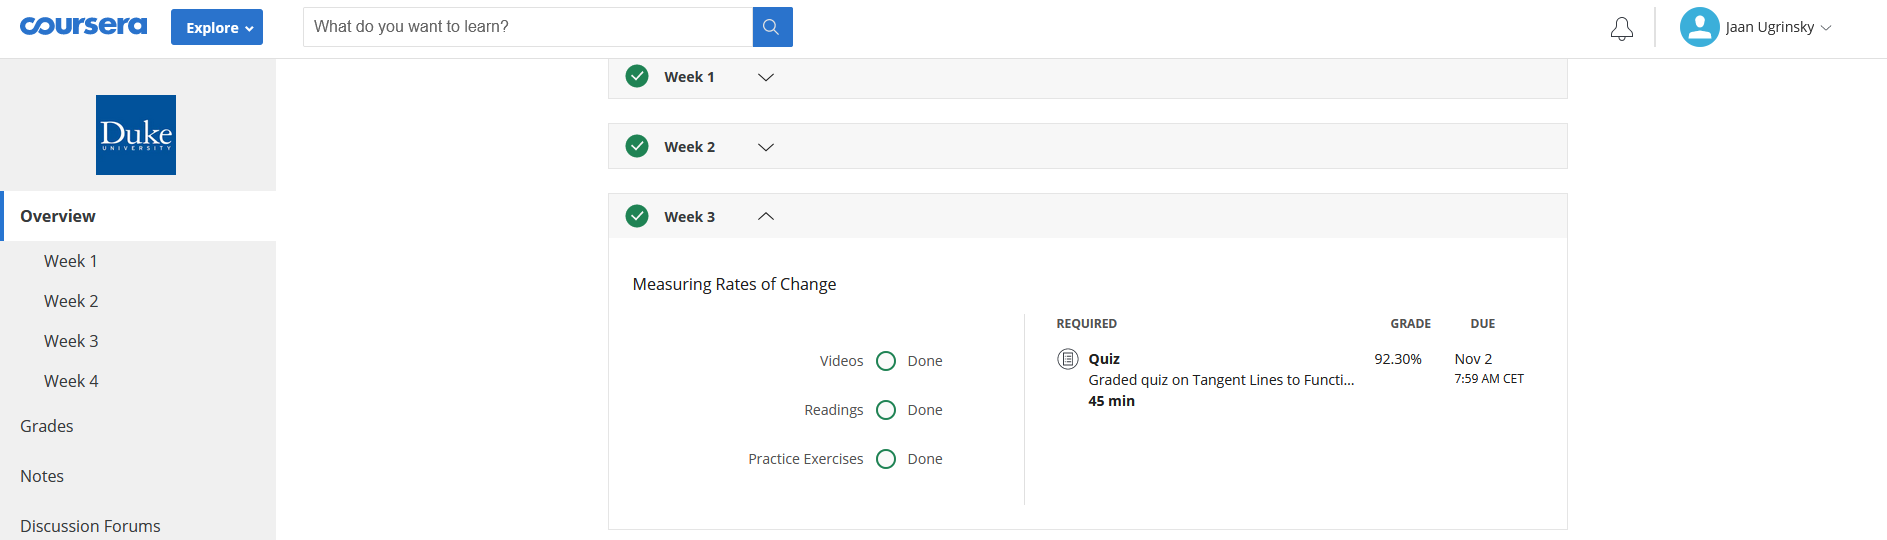 coursera
Explore
What do you want to learn?
Jaan Ugrinsky
Duke
UNIVERSITY
Overview
Week 1
Week 2
Week 3
Week 4
Grades
Notes
Discussion Forums
Week 1
Week 2
Week 3
Measuring Rates of Change
Videos Done
Readings Done
Practice Exercises Done
REQUIRED GRADE DUE
Quiz 92.30% Nov 2
Graded quiz on Tangent Lines to Functi... 7:59 AM CET
45 min